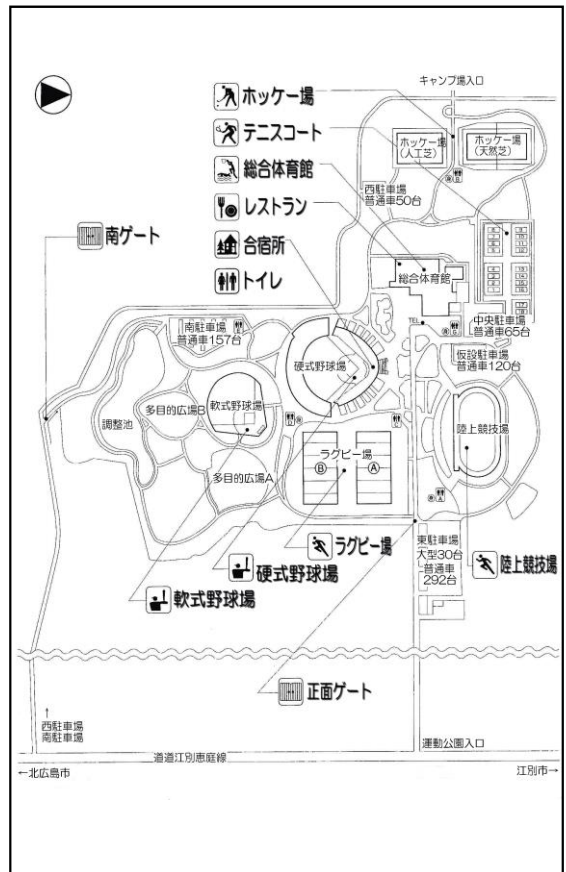 キャンプ場入口
ホッケー場
テニスコート
総合体育館
レストラン
合宿所
トイレ
ホッケー場
(人工芝)
ホッケー場
(天然芝)
西駐車場
普通車50台
総合体育館
TEL
中央駐車場
普通車65台
仮設駐車場
普通車120台
南ゲート
南駐車場
普通車157台
硬式野球場
軟式野球場
多目的広場B
調整池
多目的広場A
ラグビー場
Ⓑ
Ⓐ
陸上競技場
ラグビー場
東駐車場
大型30台
普通車
292台
陸上競技場
硬式野球場
軟式野球場
正面ゲート
↑
西駐車場
南駐車場
運動公園入口
道道江別恵庭線
←北広島市
江別市→